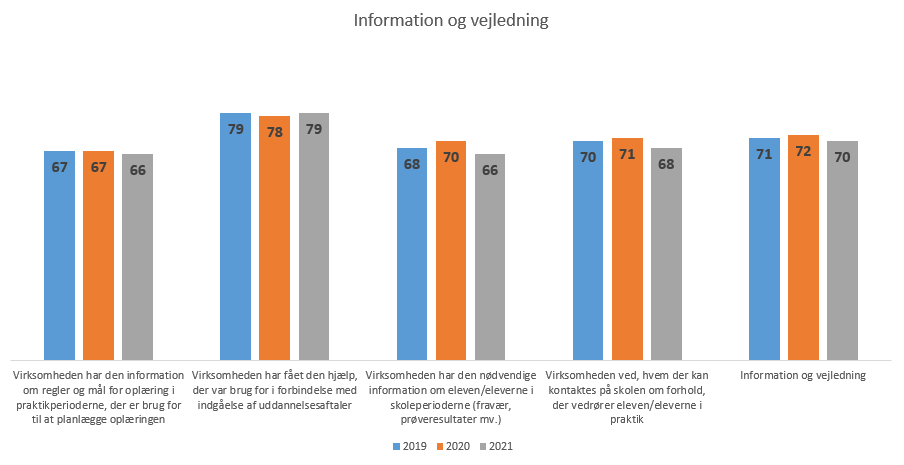 Information og vejledning
67 67 66
79 78 79
68 70 66
70 71 68
71 72 70
Virksomheden har den information
om regler og mål for oplæring i
praktikperioderne, der er brug for
til at planlægge oplæringen
Virksomheden har fået den hjælp,
der var brug for i forbindelse med
indgåelse af uddannelsesaftaler
Virksomheden har den nødvendige
information om eleven/eleverne i
skoleperioderne (fravær,
prøveresultater mv.)
Virksomheden ved, hvem der kan
kontaktes på skolen om forhold,
der vedrører eleven/eleverne i
praktik
Information og vejledning
2019 2020 2021